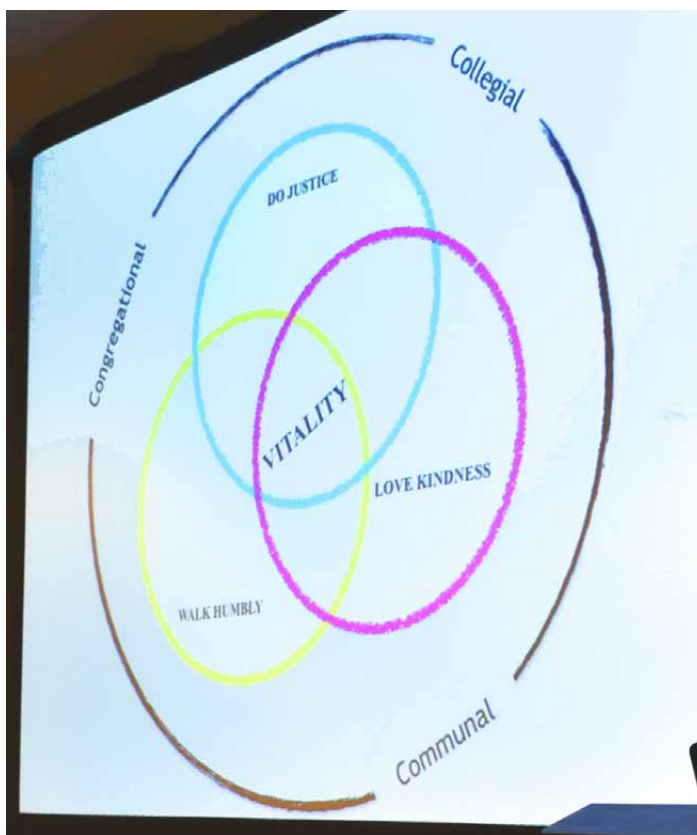 Collegial
DO JUSTICE
Congregational
VITALITY
LOVE KINDNESS
WALK HUMBLY
Communal